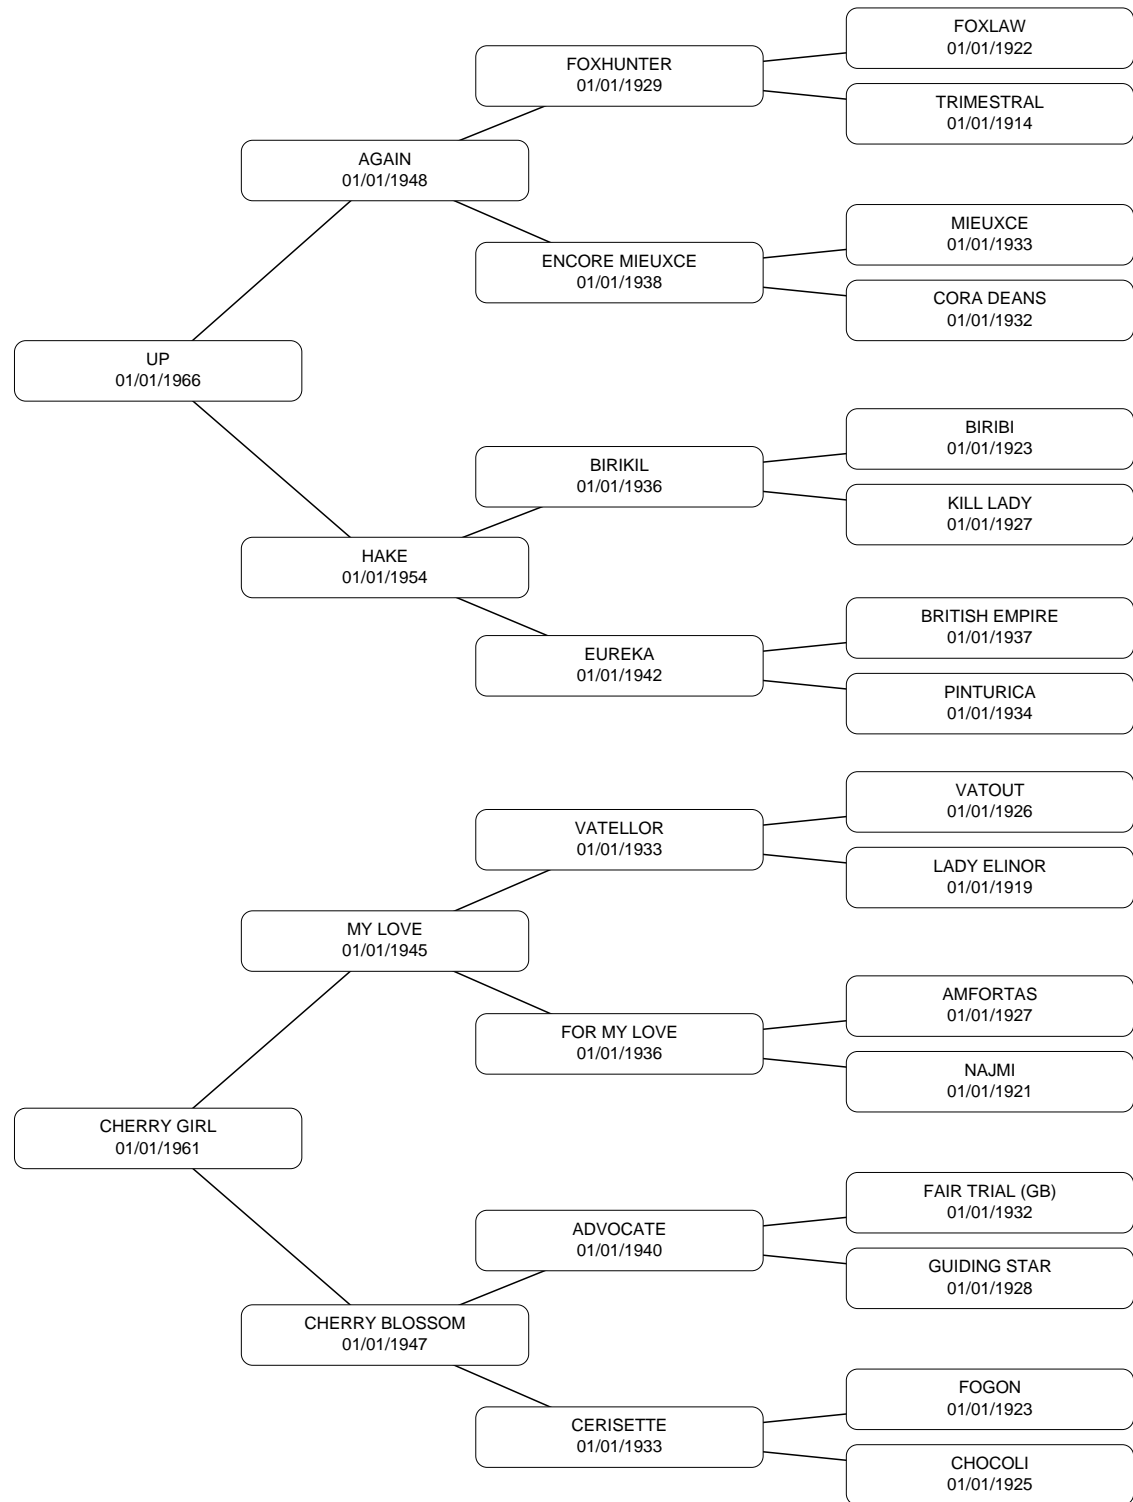 FOXLAW
01/01/1922
FOXHUNTER
01/01/1929
TRIMESTRAL
01/01/1914
AGAIN
01/01/1948
MIEUXCE
01/01/1933
ENCORE MIEUXCE
01/01/1938
CORA DEANS
01/01/1932
UP
01/01/1966
BIRIBI
01/01/1923
BIRIKIL
01/01/1936
KILL LADY
01/01/1927
HAKE
01/01/1954
BRITISH EMPIRE
01/01/1937
EUREKA
01/01/1942
PINTURICA
01/01/1934
VATOUT
01/01/1926
VATELLOR
01/01/1933
LADY ELINOR
01/01/1919
MY LOVE
01/01/1945
AMFORTAS
01/01/1927
FOR MY LOVE
01/01/1936
NAJMI
01/01/1921
CHERRY GIRL
01/01/1961
FAIR TRIAL (GB)
01/01/1932
ADVOCATE
01/01/1940
GUIDING STAR
01/01/1928
CHERRY BLOSSOM
01/01/1947
FOGON
01/01/1923
CERISETTE
01/01/1933
CHOCOLI
01/01/1925